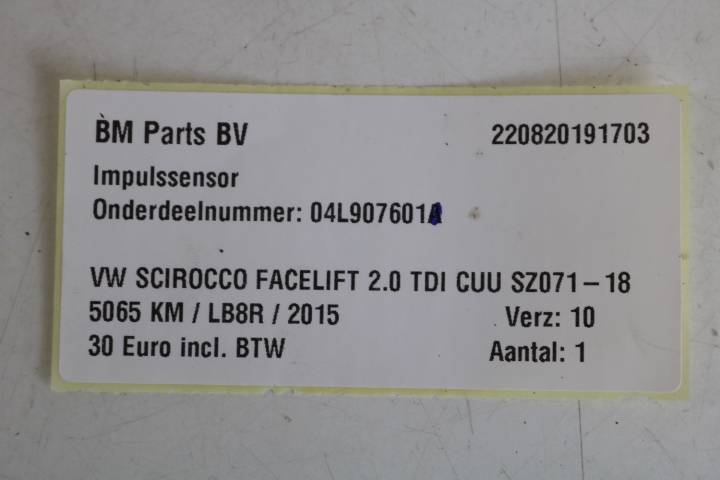 BM Parts BV 220820191703
Impulssensor
Onderdeelnummer: 04L907601A
VW SCIROCCO FACELIFT 2.0 TDI CUU SZ071-18
5065 KM / LB8R / 2015 Verz: 10
30 Euro incl. BTW Aantal: 1